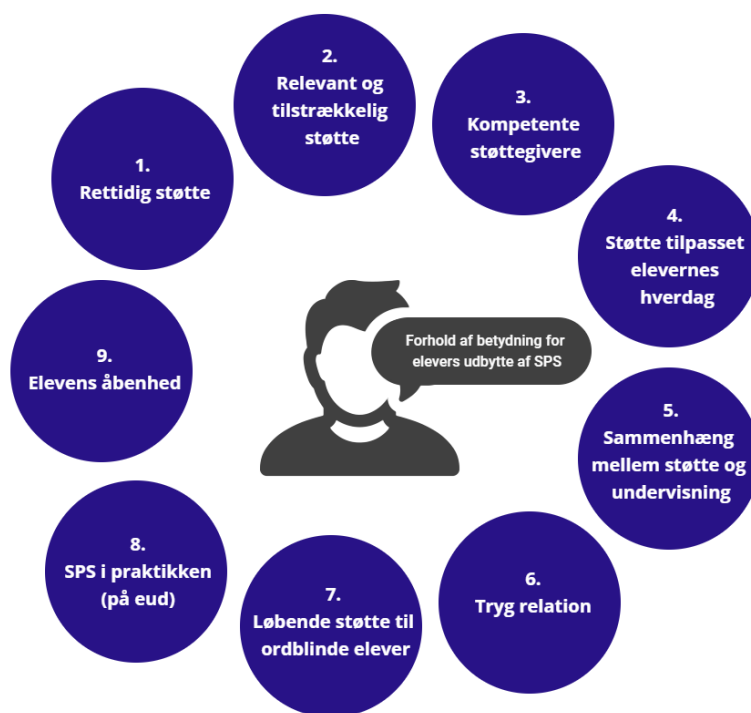 1.
Rettidig støtte
2.
Relevant og
tilstrækkelig
støtte
3.
Kompetente
støttegivere
4.
Støtte tilpasset
elevernes
hverdag
5.
Sammenhæng
mellem støtte og
undervisning
6.
Tryg relation
7.
Løbende støtte til
ordblinde elever
8.
SPS i praktikken
(på eud)
9.
Elevens åbenhed
Forhold af betydning for
elevers udbytte af SPS